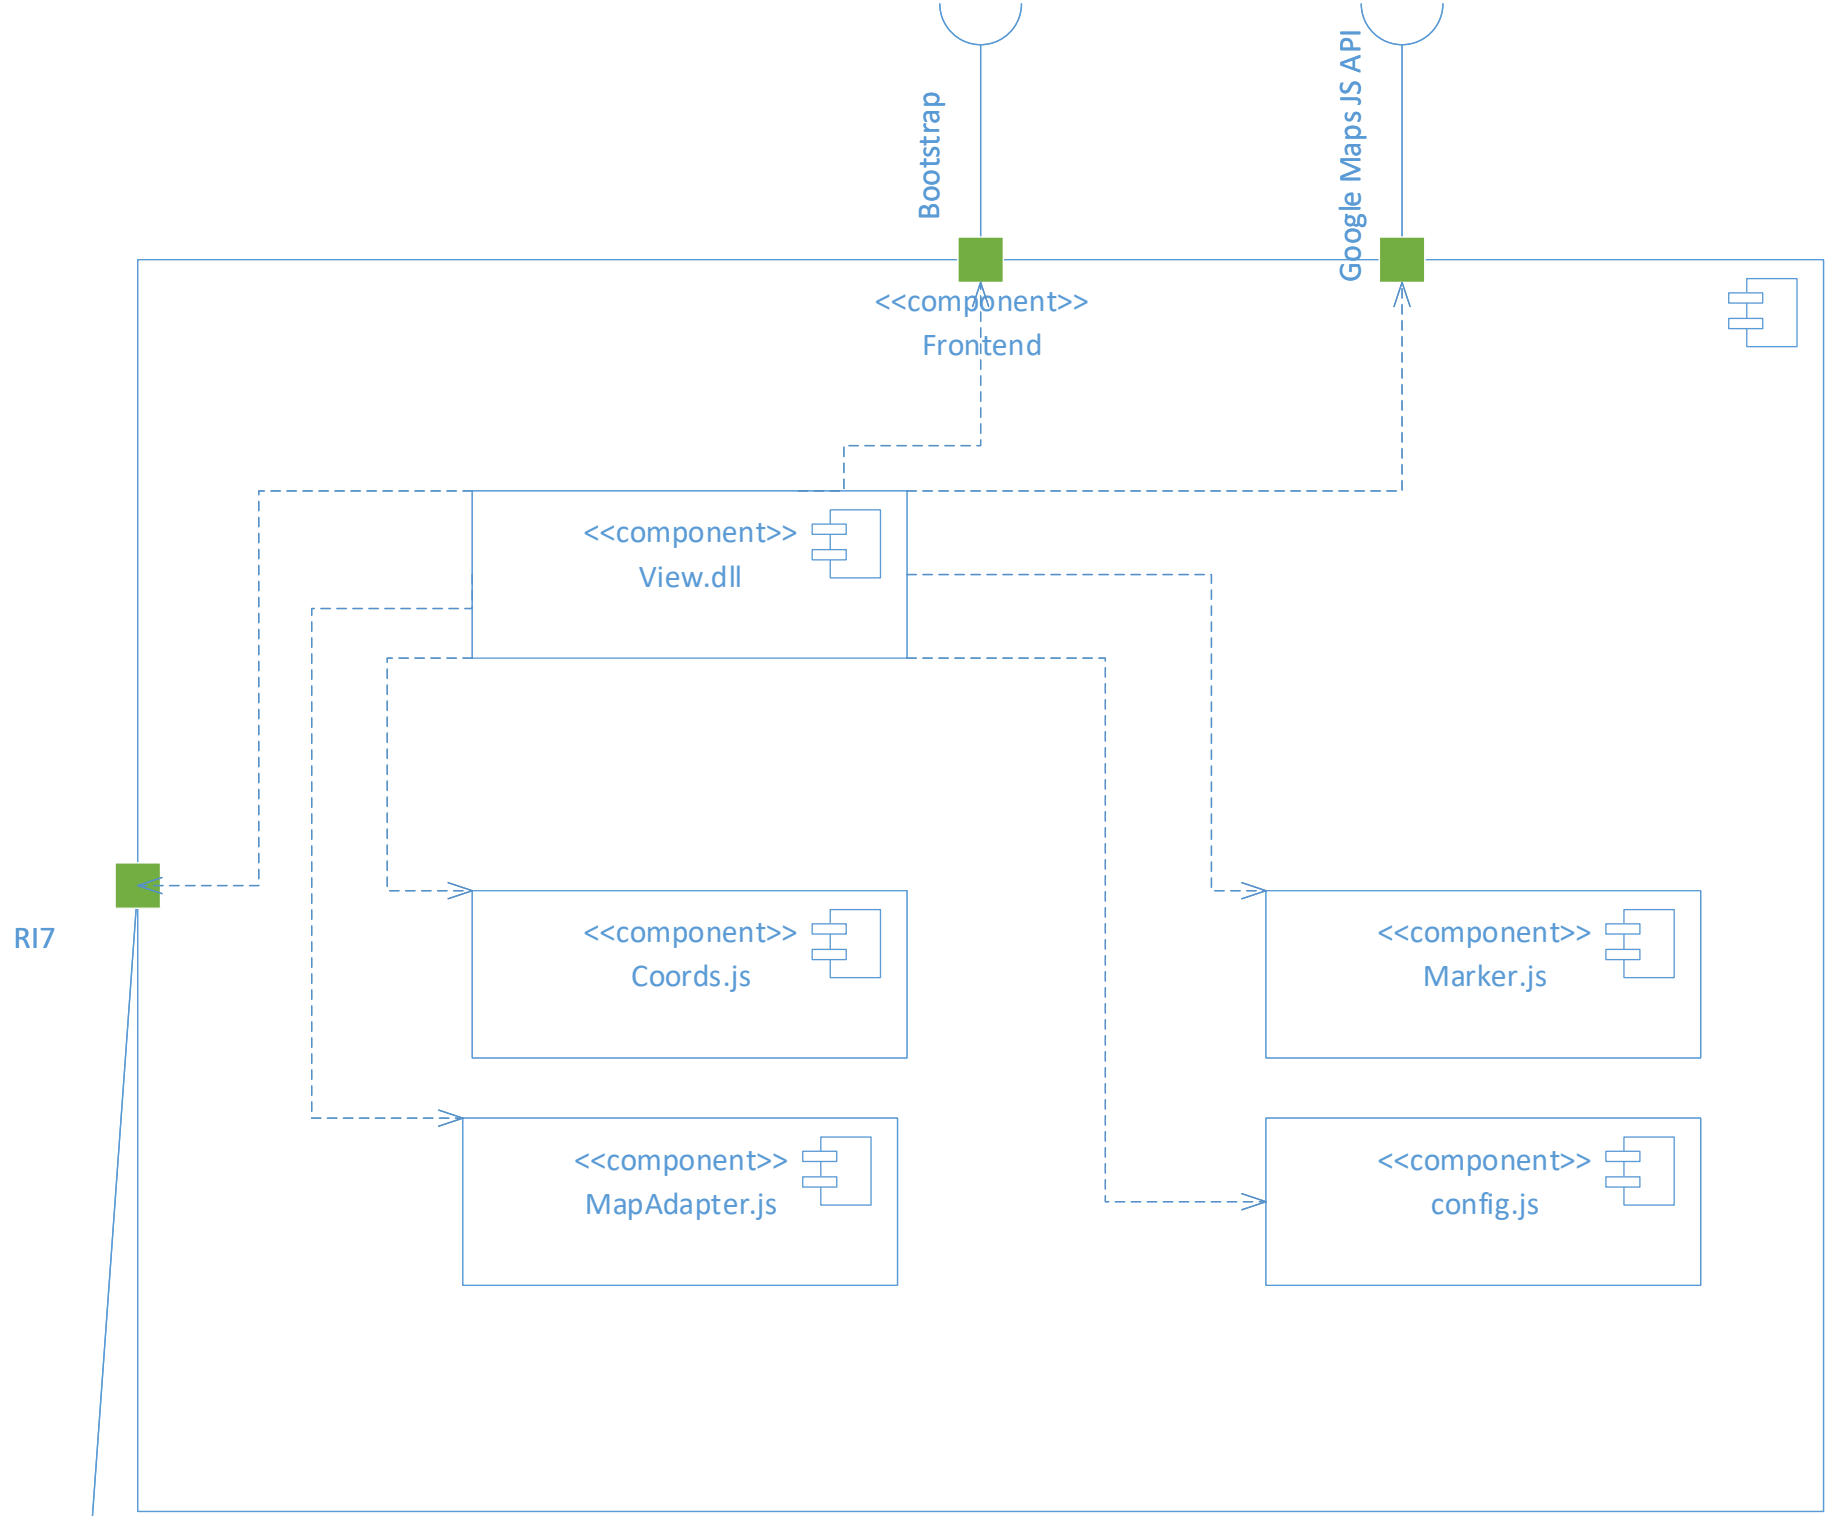 Bootstrap
Google Maps JS API
<<component>>
Frontend
<<component>>
View.dll
RI7
<<component>>
Coords.js
<<component>>
Marker.js
<<component>>
MapAdapter.js
<<component>>
config.js